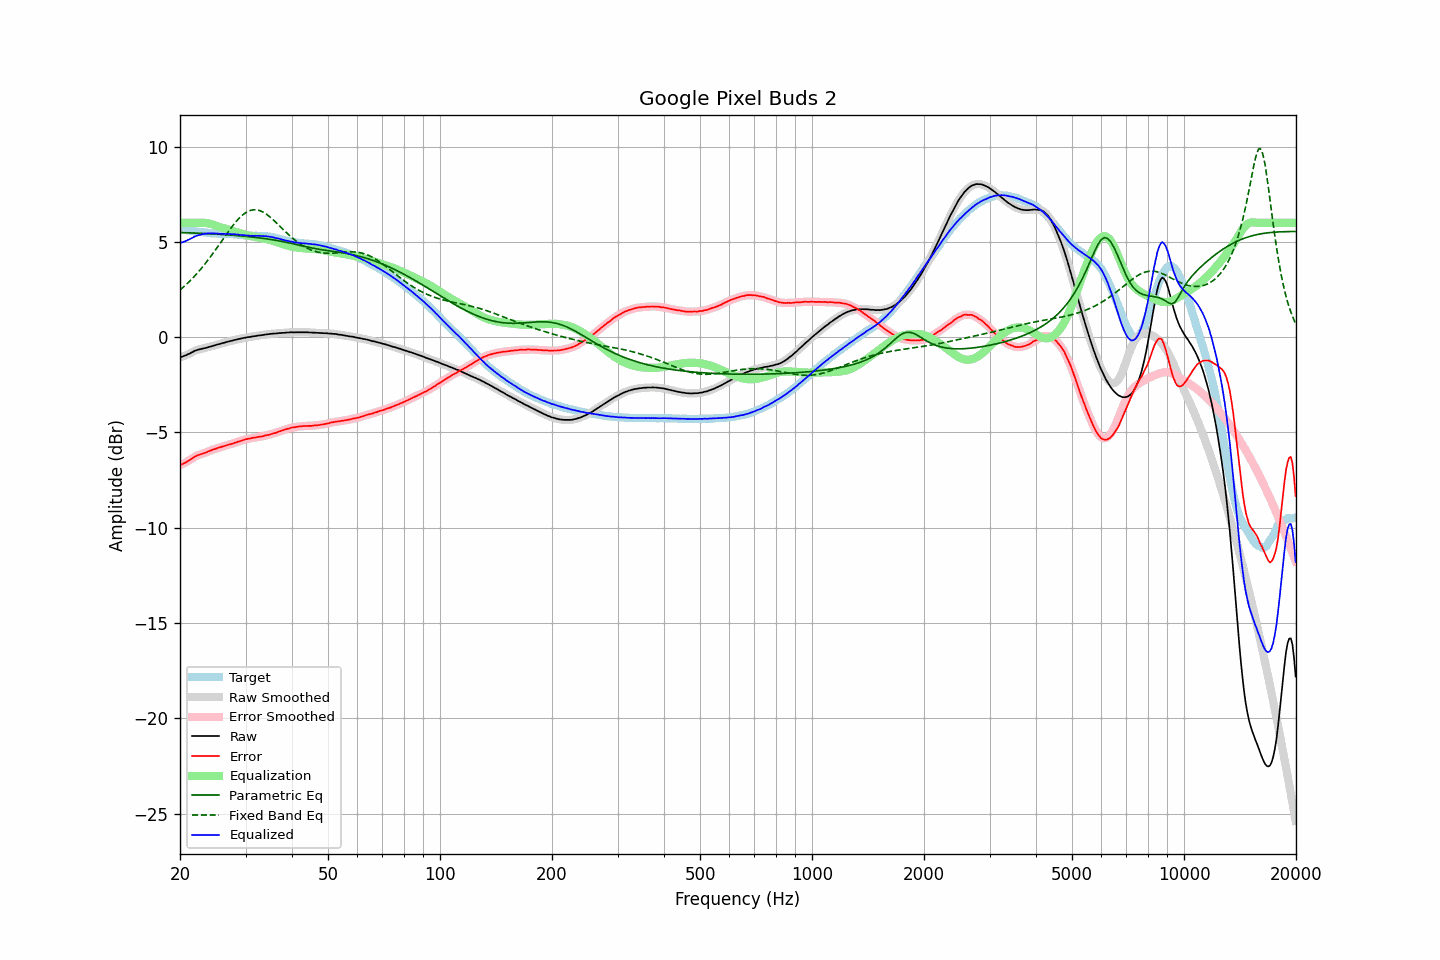 Google Pixel Buds 2
Amplitude (dBr)
10
5
0
−5
−10
−15
−20
−25
Target
Raw Smoothed
Error Smoothed
Raw
Error
Equalization
Parametric Eq
Fixed Band Eq
Equalized
20 50 100 200 500 1000 2000 5000 10000 20000
Frequency (Hz)